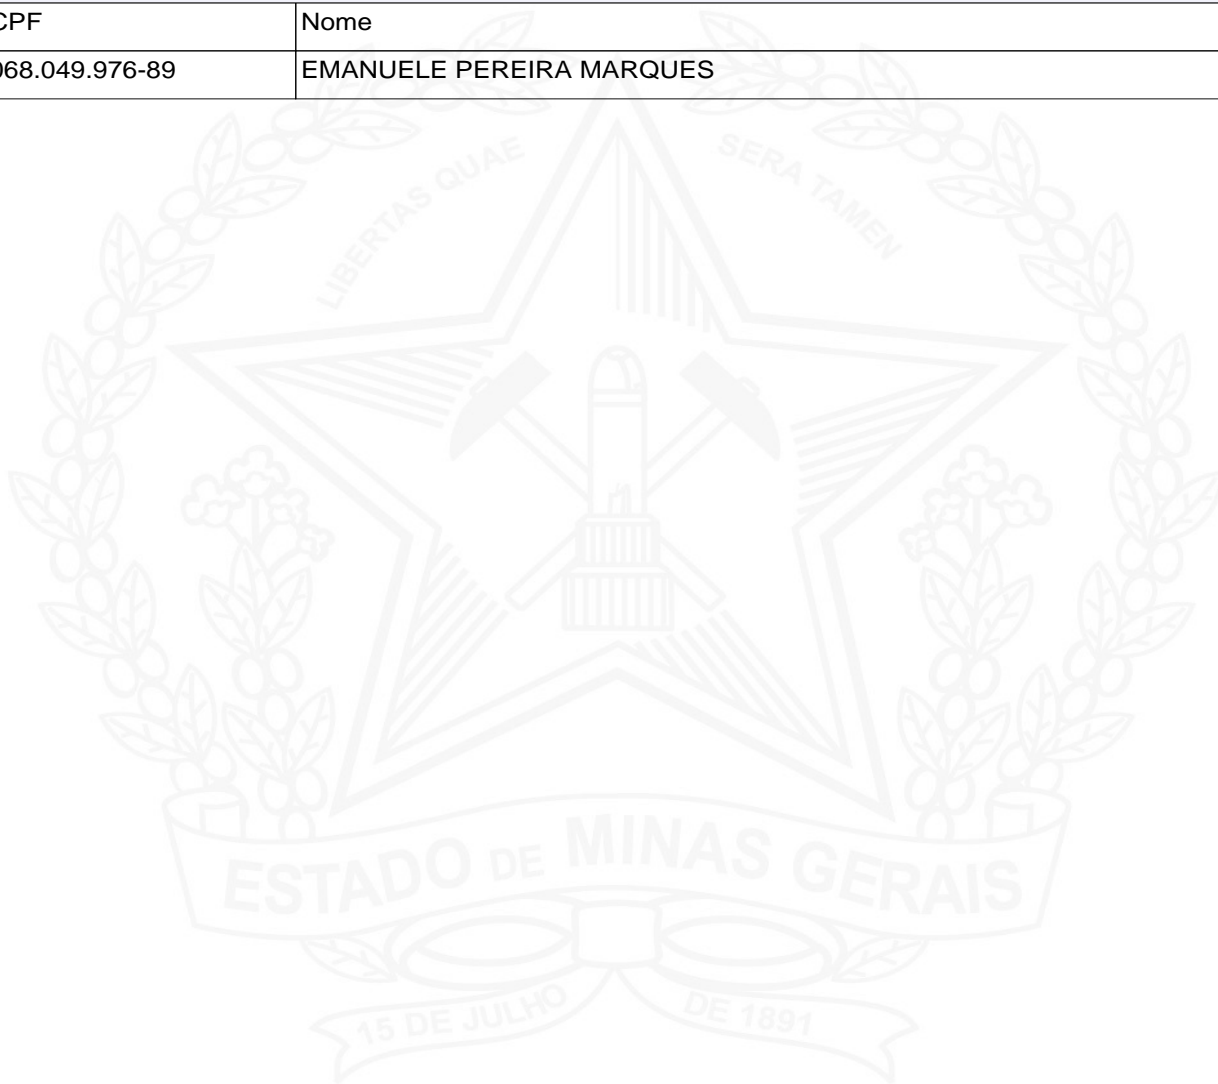 CPF Nome
068.049.976-89 EMANUELE PEREIRA MARQUES
LIBERTAS QUAE SERA TAMEN
ESTADO DE MINAS GERAIS
15 DE JULHO DE 1891